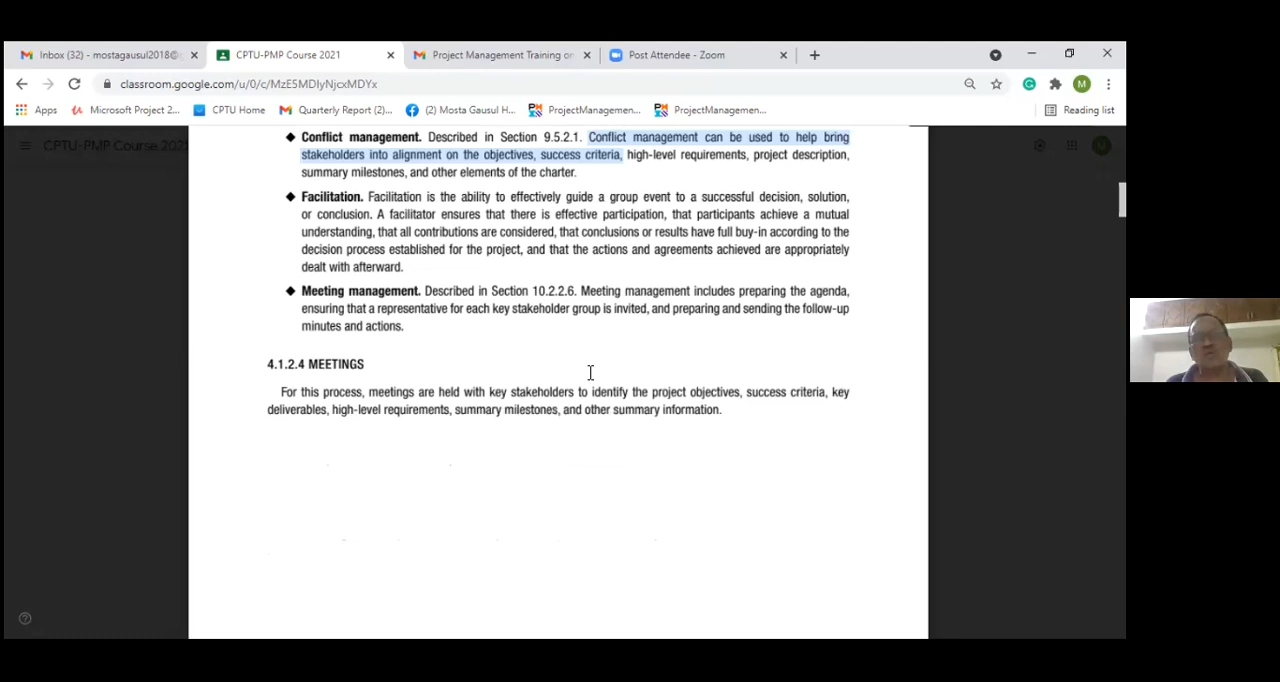 Inbox (32) - mostagausul2018@
CPTU-PMP Course 2021
Project Management Training on
Post Attendee - Zoom
classroom.google.com/u/0/c/MzE5MDIyNjcxMDYx
Apps
Microsoft Project 2...
CPTU Home
Quarterly Report (2)...
(2) Mosta Gausul H...
ProjectManagemen...
ProjectManagemen...
Reading list
M
CPTU-PMP Course 2021
◆ Conflict management. Described in Section 9.5.2.1. Conflict management can be used to help bring
stakeholders into alignment on the objectives, success criteria, high-level requirements, project description,
summary milestones, and other elements of the charter.
◆ Facilitation. Facilitation is the ability to effectively guide a group event to a successful decision, solution,
or conclusion. A facilitator ensures that there is effective participation, that participants achieve a mutual
understanding, that all contributions are considered, that conclusions or results have full buy-in according to the
decision process established for the project, and that the actions and agreements achieved are appropriately
dealt with afterward.
◆ Meeting management. Described in Section 10.2.2.6. Meeting management includes preparing the agenda,
ensuring that a representative for each key stakeholder group is invited, and preparing and sending the follow-up
minutes and actions.
4.1.2.4 MEETINGS
For this process, meetings are held with key stakeholders to identify the project objectives, success criteria, key
deliverables, high-level requirements, summary milestones, and other summary information.